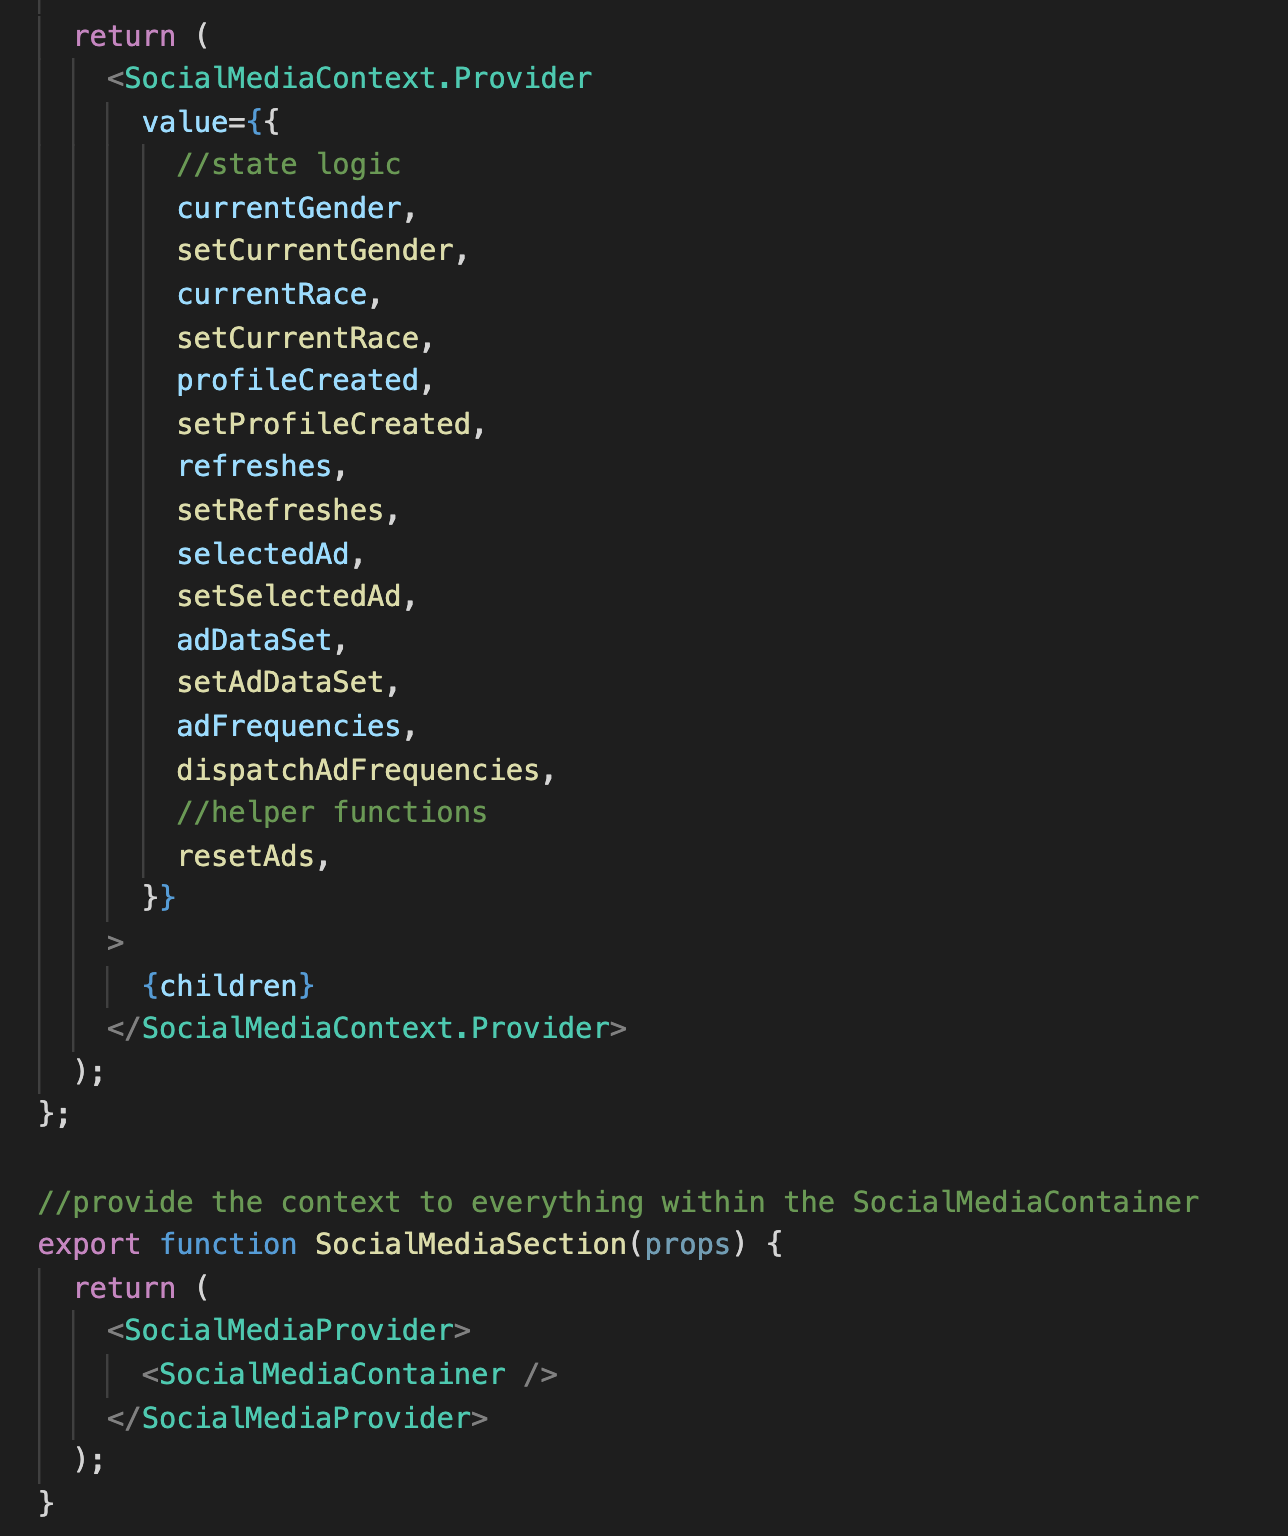 return (
<SocialMediaContext.Provider
value={{
//state logic
currentGender,
setCurrentGender,
currentRace,
setCurrentRace,
profileCreated,
setProfileCreated,
refreshes,
setRefreshes,
selectedAd,
setSelectedAd,
adDataSet,
setAdDataSet,
adFrequencies,
dispatchAdFrequencies,
//helper functions
resetAds,
}}
>
{children}
</SocialMediaContext.Provider>
);
};
//provide the context to everything within the SocialMediaContainer
export function SocialMediaSection(props) {
return (
<SocialMediaProvider>
<SocialMediaContainer />
</SocialMediaProvider>
);
}